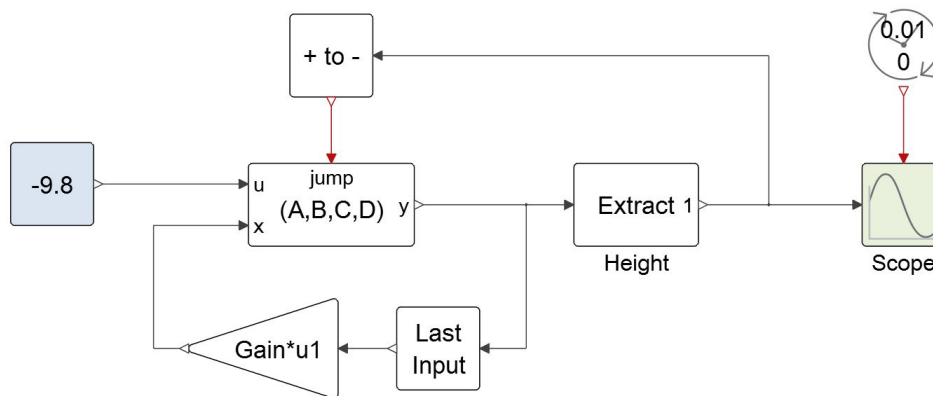 + to -
0.01
0
-9.8
u
jump
(A,B,C,D)
y
x
Extract 1
Height
Scope
Gain*u1
Last
Input